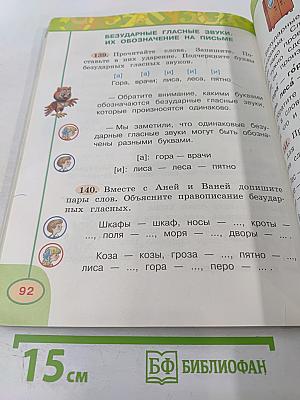 БЕЗУДАРНЫЕ ГЛАСНЫЕ ЗВУКИ,
ИХ ОБОЗНАЧЕНИЕ НА ПИСЬМЕ
139. Прочитайте слова. Запишите. По-
ставьте в них ударение. Подчеркните буквы
безударных гласных звуков.
[а] [а] [и] [и] [и]
Гора, врачи; лиса, леса, пятно
— Обратите внимание, какими буквами
обозначаются безударные гласные звуки,
которые произносятся одинаково.
— Мы заметили, что одинаковые безу-
дарные гласные звуки могут быть обозна-
чены разными буквами.
[а]: гора — врачи
[и]: лиса — леса — пятно
140. Вместе с Аней и Ваней допишите
пары слов. Объясните правописание безудар-
ных гласных.
Шкафы — шкаф, носы — ..., кроты —
..., поля — ..., моря — ..., дворы — ... .
Коза — козы, гроза — ..., пятно — ...,
лиса — ..., гора — ..., перо — ... .
92
15 см
БФ БИБЛИОФАН